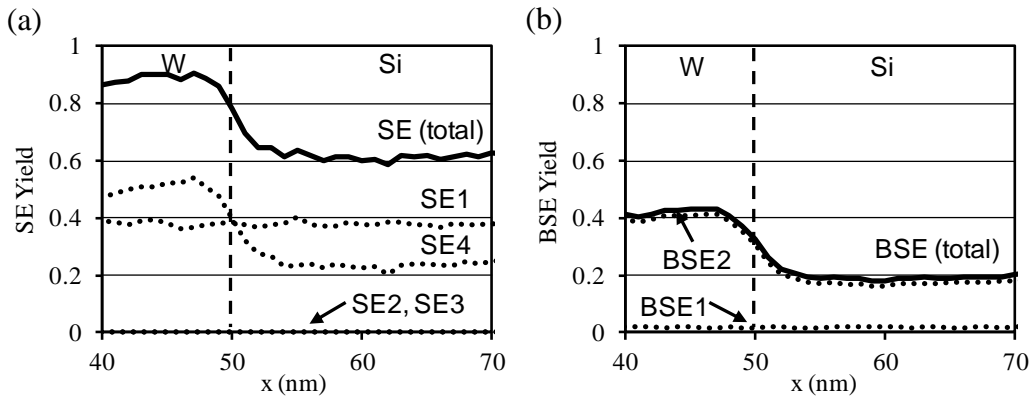 (a)
(b)
1
0.8
0.6
0.4
0.2
0
SE Yield
W
Si
SE (total)
SE1
SE4
SE2, SE3
40 50 60 70
x (nm)
1
0.8
0.6
0.4
0.2
0
BSE Yield
W
Si
BSE (total)
BSE2
BSE1
40 50 60 70
x (nm)